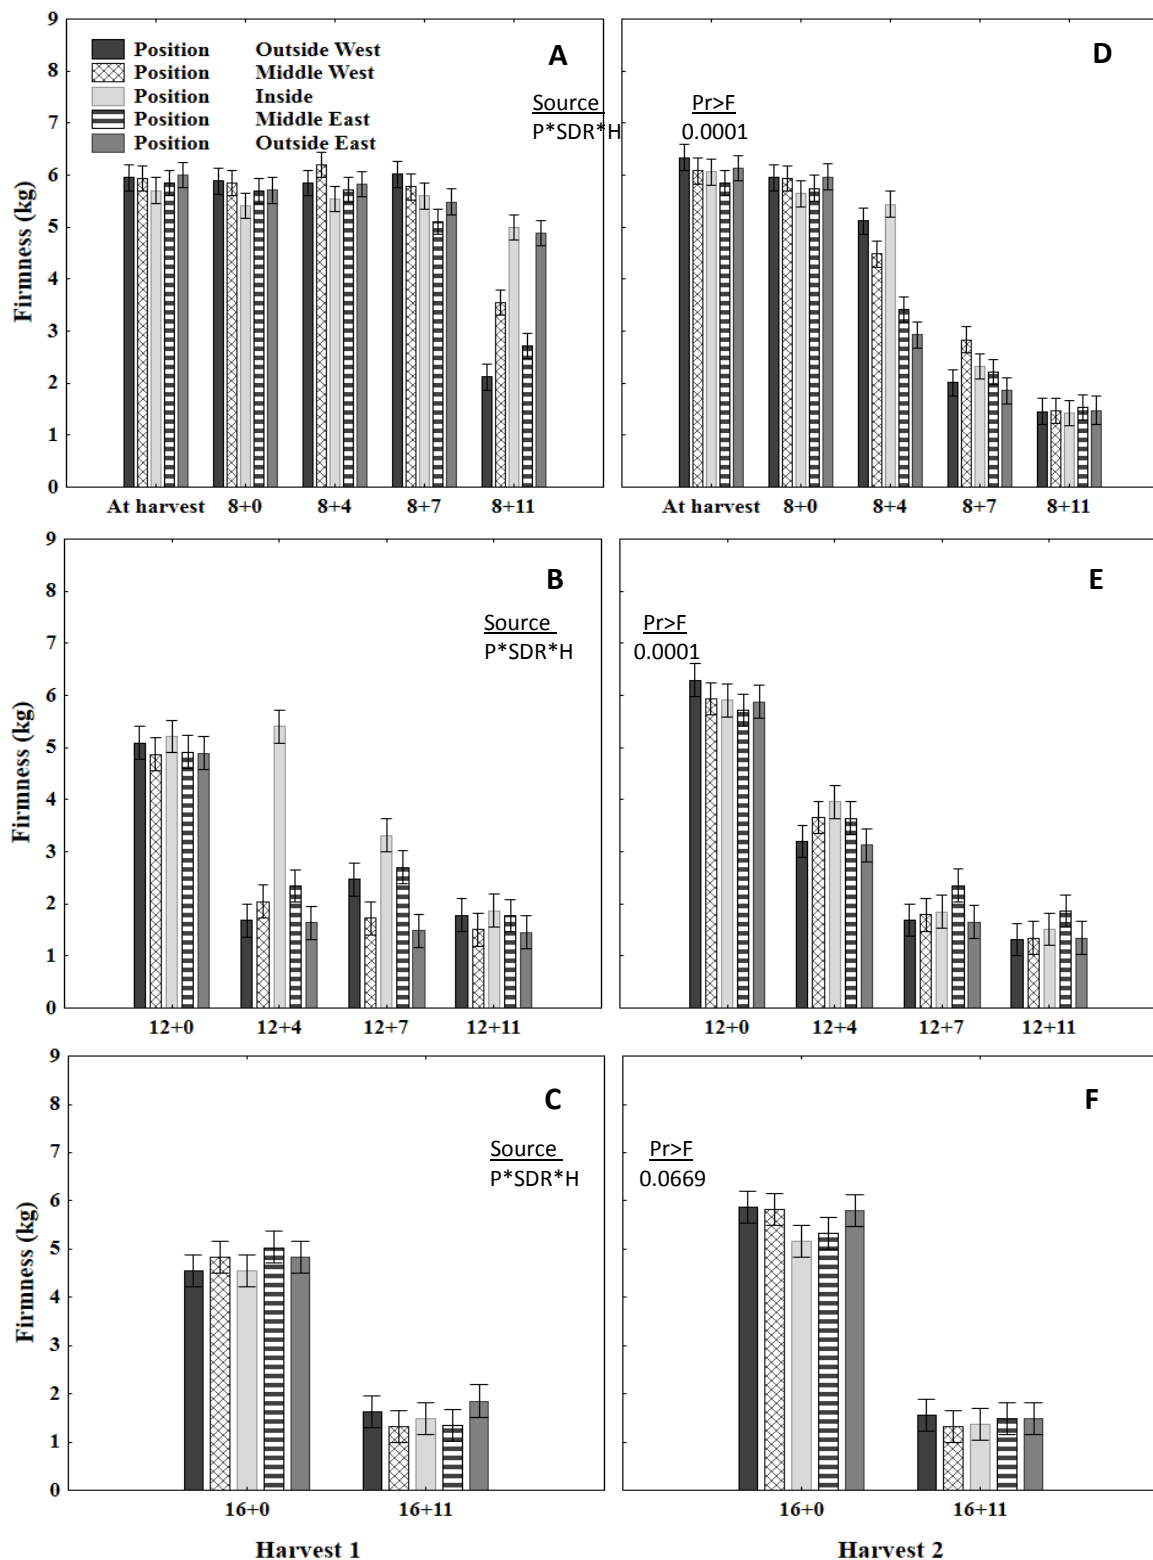 A
Position Outside West
Position Middle West
Position Inside
Position Middle East
Position Outside East
Source Pr>F
P*SDR*H 0.0001
D
Firmness (kg)
9
8
7
6
5
4
3
2
1
0
At harvest 8+0 8+4 8+7 8+11
At harvest 8+0 8+4 8+7 8+11
B
Source Pr>F
P*SDR*H 0.0001
E
Firmness (kg)
9
8
7
6
5
4
3
2
1
0
12+0 12+4 12+7 12+11
12+0 12+4 12+7 12+11
C
Source Pr>F
P*SDR*H 0.0669
F
Firmness (kg)
9
8
7
6
5
4
3
2
1
0
16+0 16+11
16+0 16+11
Harvest 1
Harvest 2